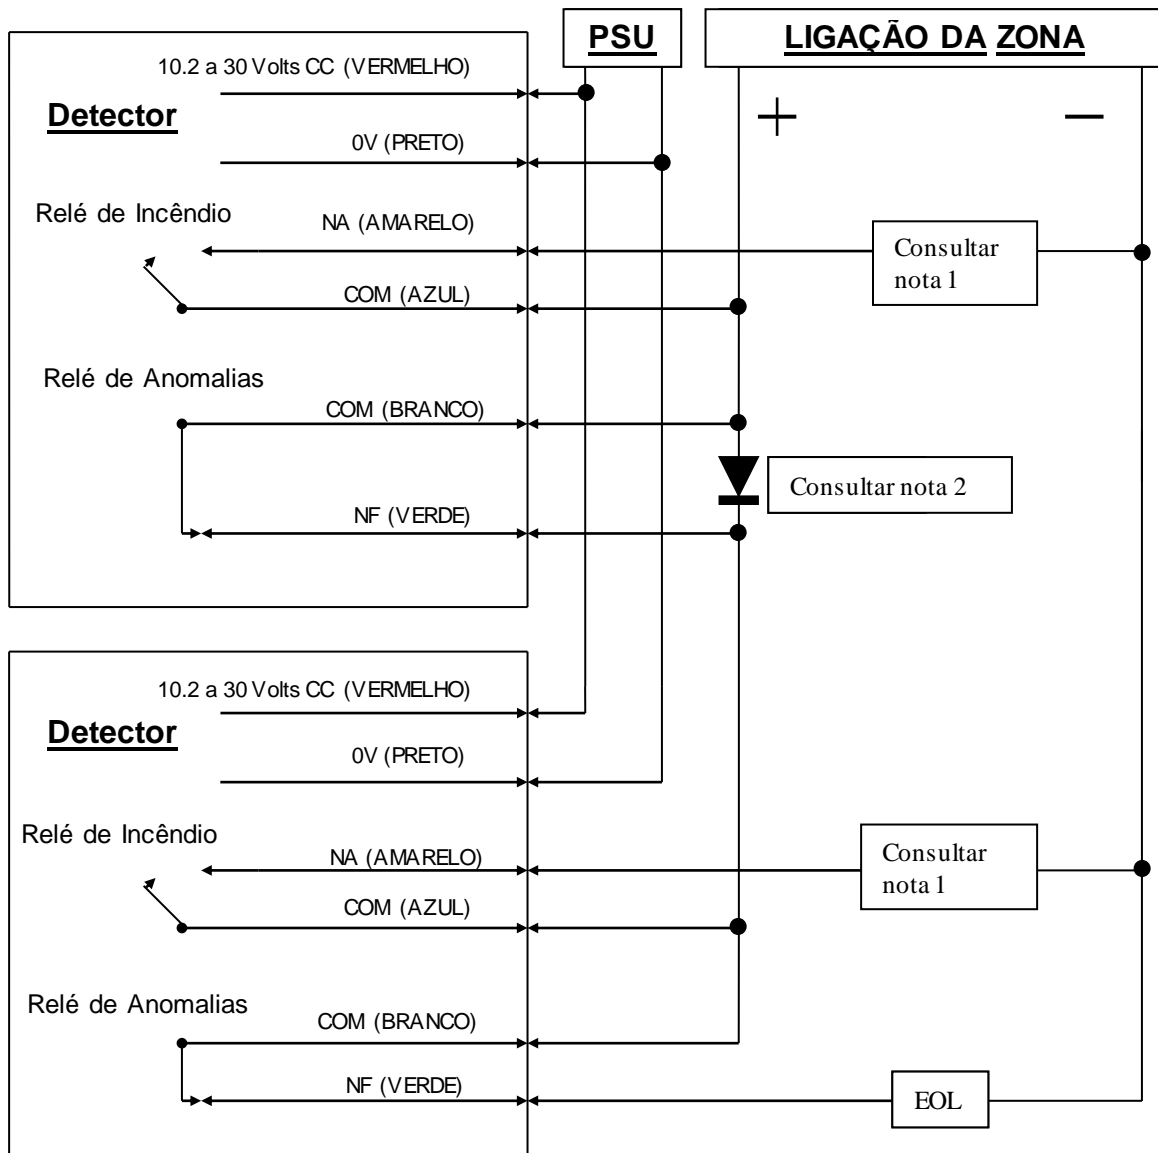 PSU
LIGAÇÃO DA ZONA
10.2 a 30 Volts CC (VERMELHO)
Detector
+
−
0V (PRETO)
Relé de Incêndio
NA (AMARELO)
Consultar
nota 1
COM (AZUL)
Relé de Anomalias
COM (BRANCO)
Consultar nota 2
NF (VERDE)
10.2 a 30 Volts CC (VERMELHO)
Detector
0V (PRETO)
Relé de Incêndio
NA (AMARELO)
Consultar
nota 1
COM (AZUL)
Relé de Anomalias
COM (BRANCO)
NF (VERDE)
EOL